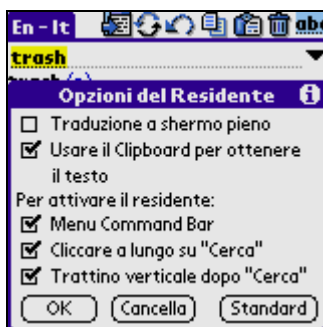 En - It abc
trash
Opzioni del Residente i
Traduzione a shermo pieno
Usare il Clipboard per ottenere
il testo
Per attivare il residente:
Menu Command Bar
Cliccare a lungo su "Cerca"
Trattino verticale dopo "Cerca"
OK Cancella Standard